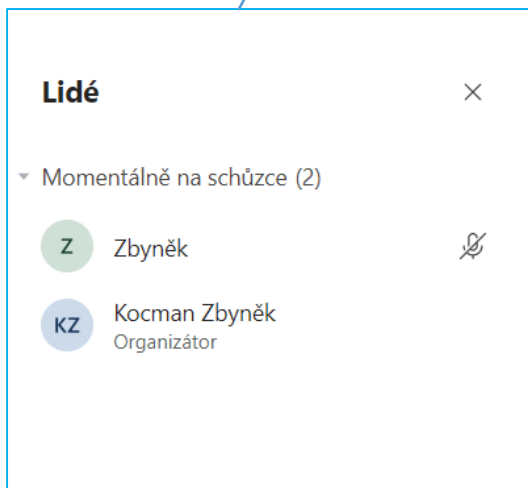 Lidé
Momentálně na schůzce (2)
Z
Zbyněk
KZ
Kocman Zbyněk
Organizátor